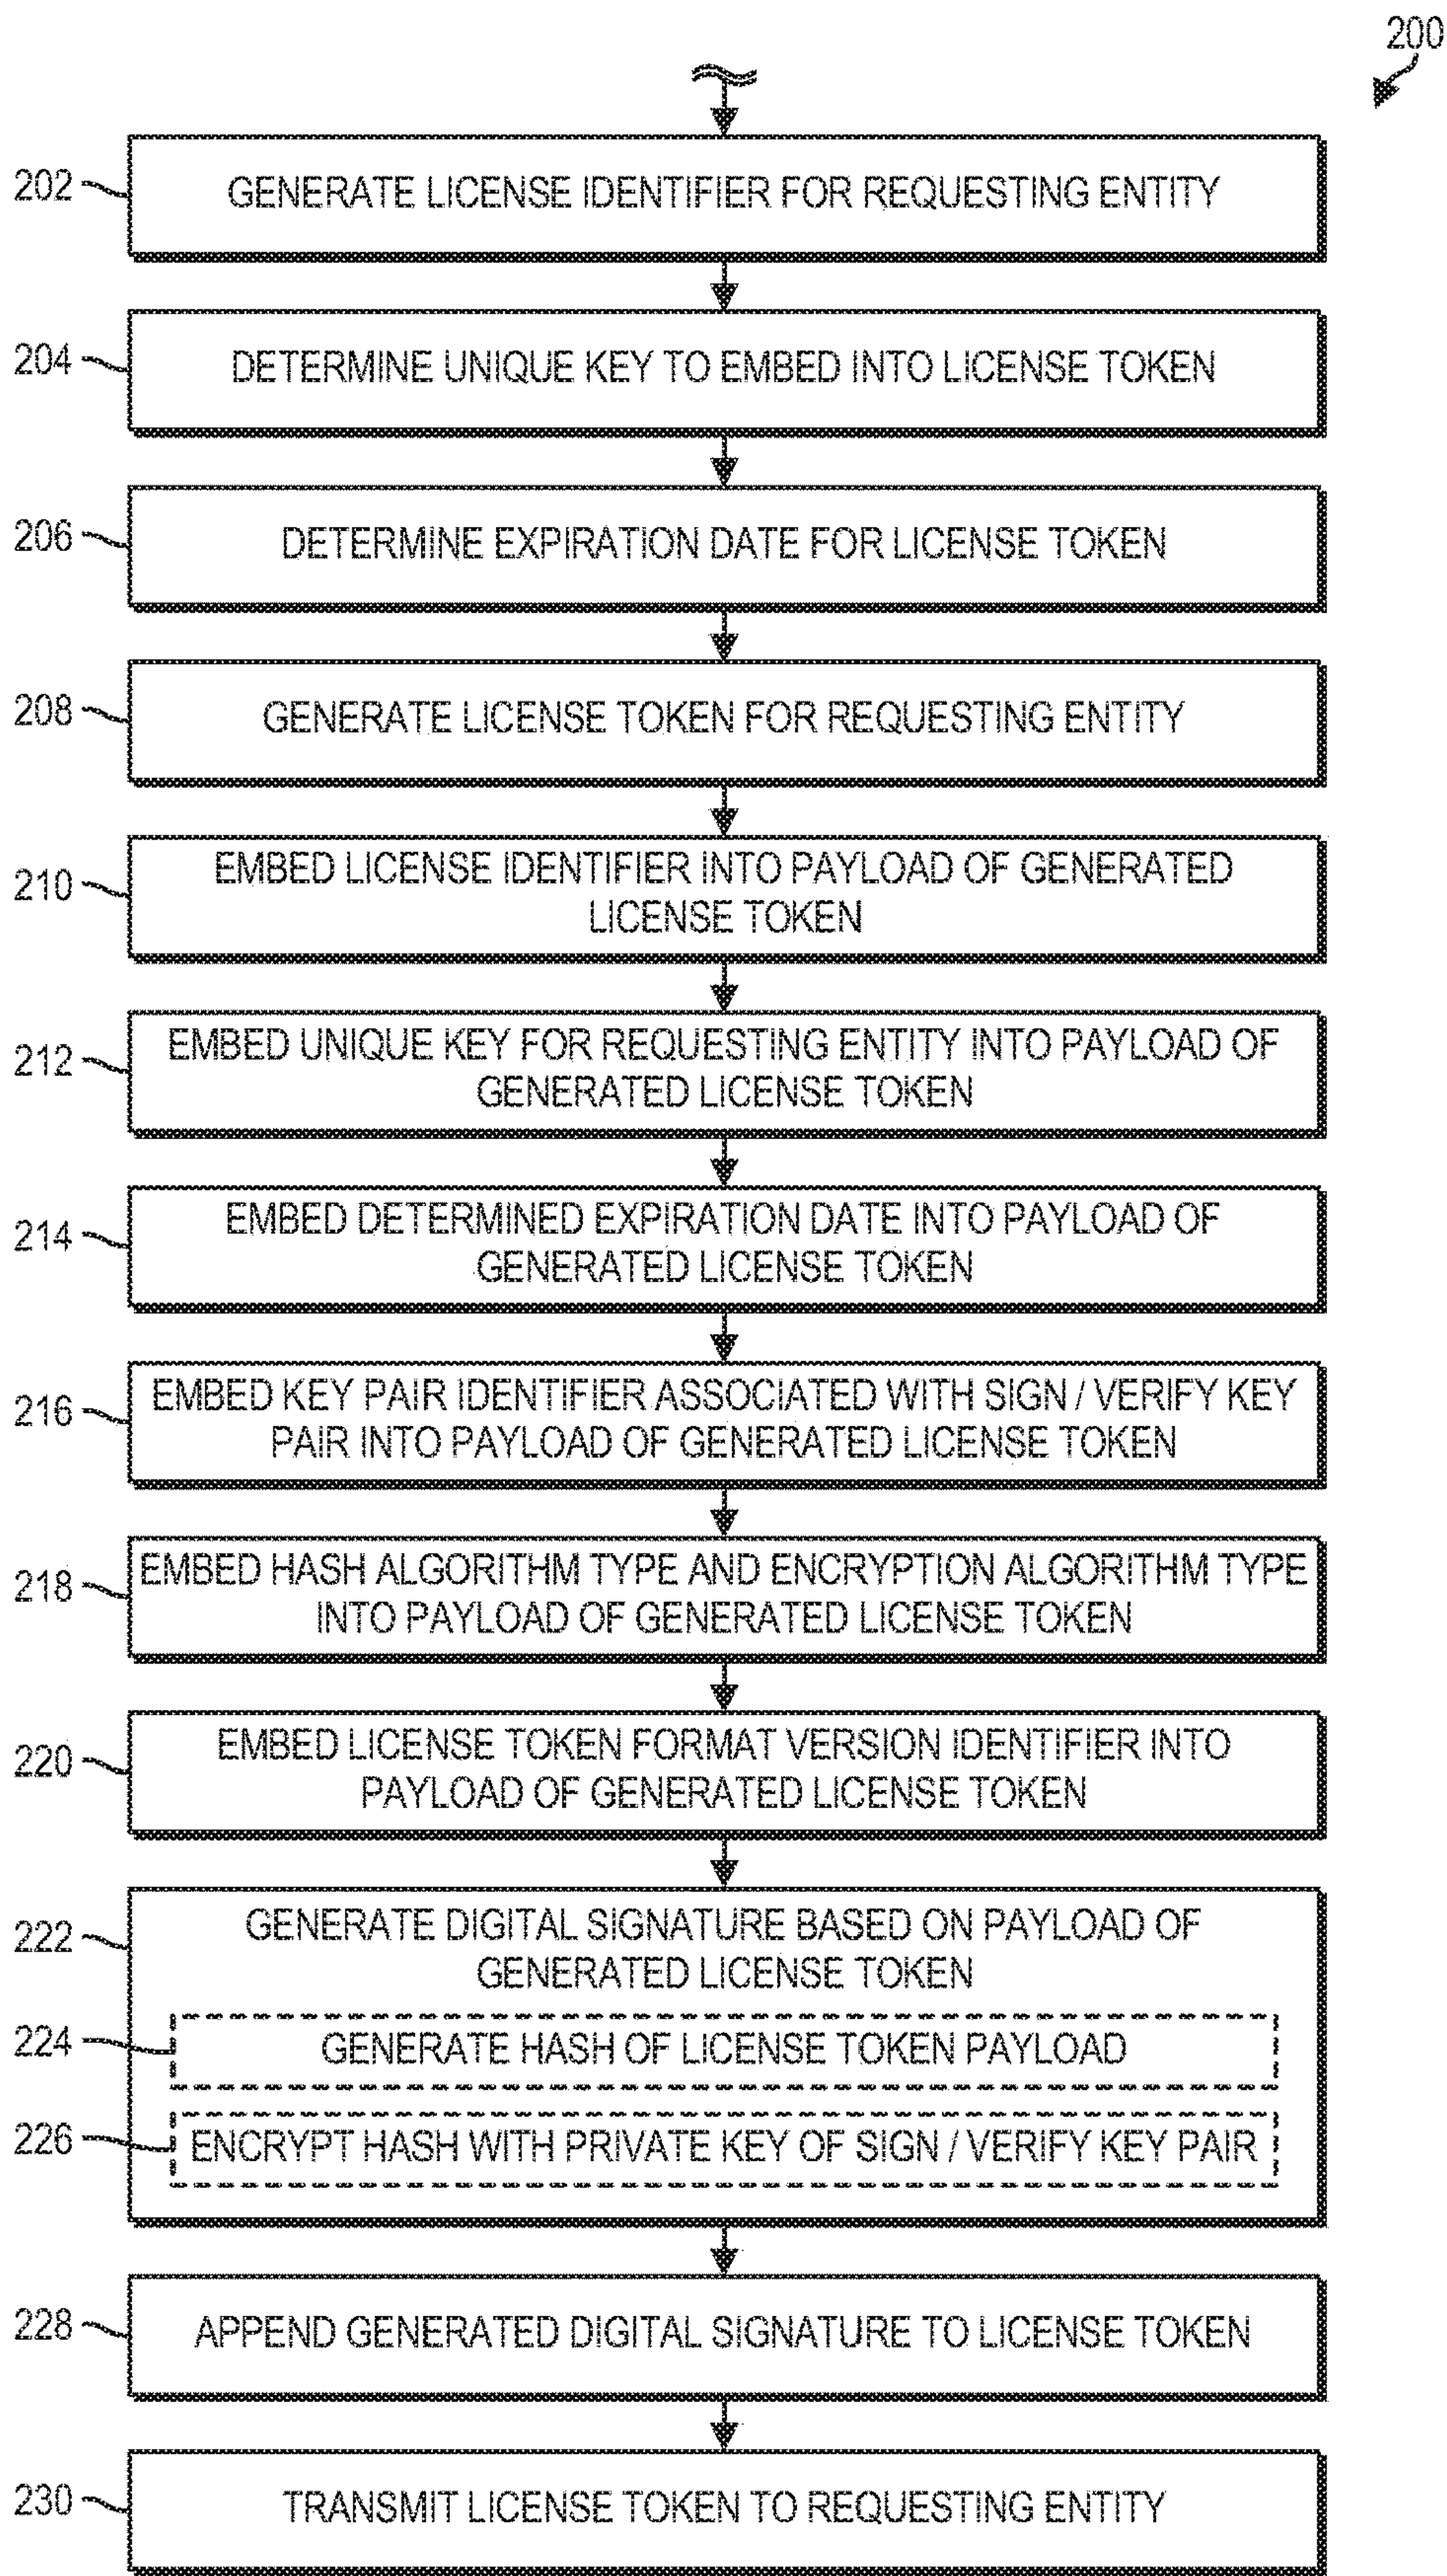 200
202
GENERATE LICENSE IDENTIFIER FOR REQUESTING ENTITY
204
DETERMINE UNIQUE KEY TO EMBED INTO LICENSE TOKEN
206
DETERMINE EXPIRATION DATE FOR LICENSE TOKEN
208
GENERATE LICENSE TOKEN FOR REQUESTING ENTITY
210
EMBED LICENSE IDENTIFIER INTO PAYLOAD OF GENERATED
LICENSE TOKEN
212
EMBED UNIQUE KEY FOR REQUESTING ENTITY INTO PAYLOAD OF
GENERATED LICENSE TOKEN
214
EMBED DETERMINED EXPIRATION DATE INTO PAYLOAD OF
GENERATED LICENSE TOKEN
216
EMBED KEY PAIR IDENTIFIER ASSOCIATED WITH SIGN / VERIFY KEY
PAIR INTO PAYLOAD OF GENERATED LICENSE TOKEN
218
EMBED HASH ALGORITHM TYPE AND ENCRYPTION ALGORITHM TYPE
INTO PAYLOAD OF GENERATED LICENSE TOKEN
220
EMBED LICENSE TOKEN FORMAT VERSION IDENTIFIER INTO
PAYLOAD OF GENERATED LICENSE TOKEN
222
GENERATE DIGITAL SIGNATURE BASED ON PAYLOAD OF
GENERATED LICENSE TOKEN
224
GENERATE HASH OF LICENSE TOKEN PAYLOAD
226
ENCRYPT HASH WITH PRIVATE KEY OF SIGN / VERIFY KEY PAIR
228
APPEND GENERATED DIGITAL SIGNATURE TO LICENSE TOKEN
230
TRANSMIT LICENSE TOKEN TO REQUESTING ENTITY